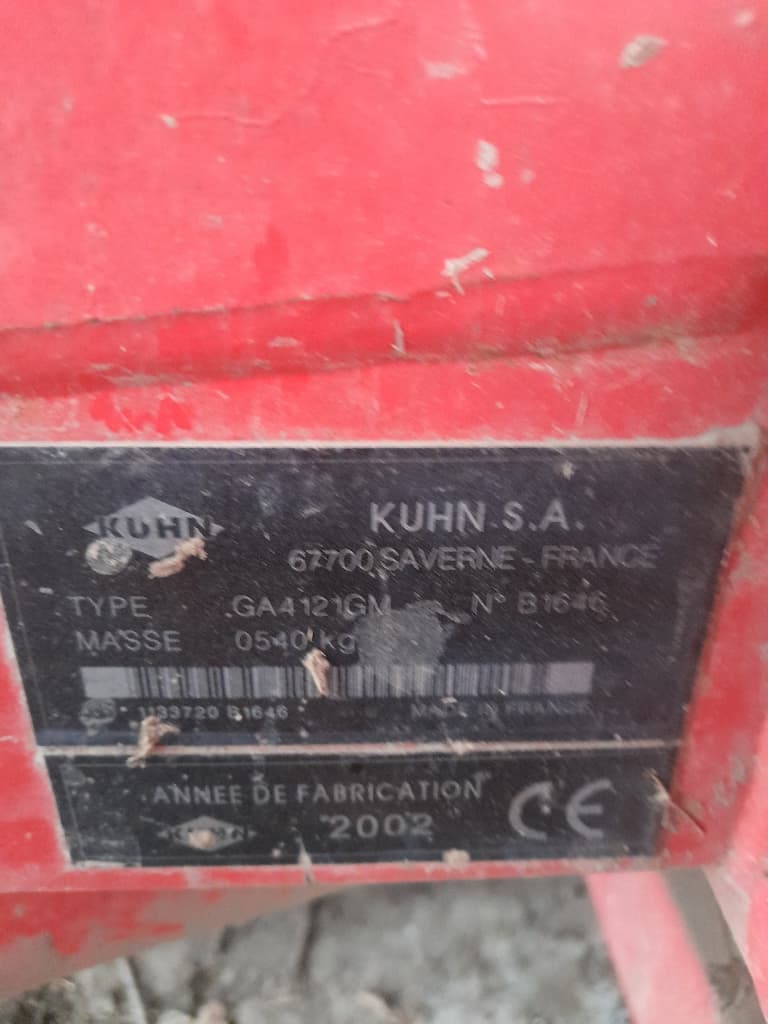 KUHN
KUHN S.A.
67700 SAVERNE - FRANCE
TYPE GA4121GM N° B1646
MASSE 0540 kg
B1646 MADE IN FRANCE
ANNEE DE FABRICATION
KUHN 2002 CE